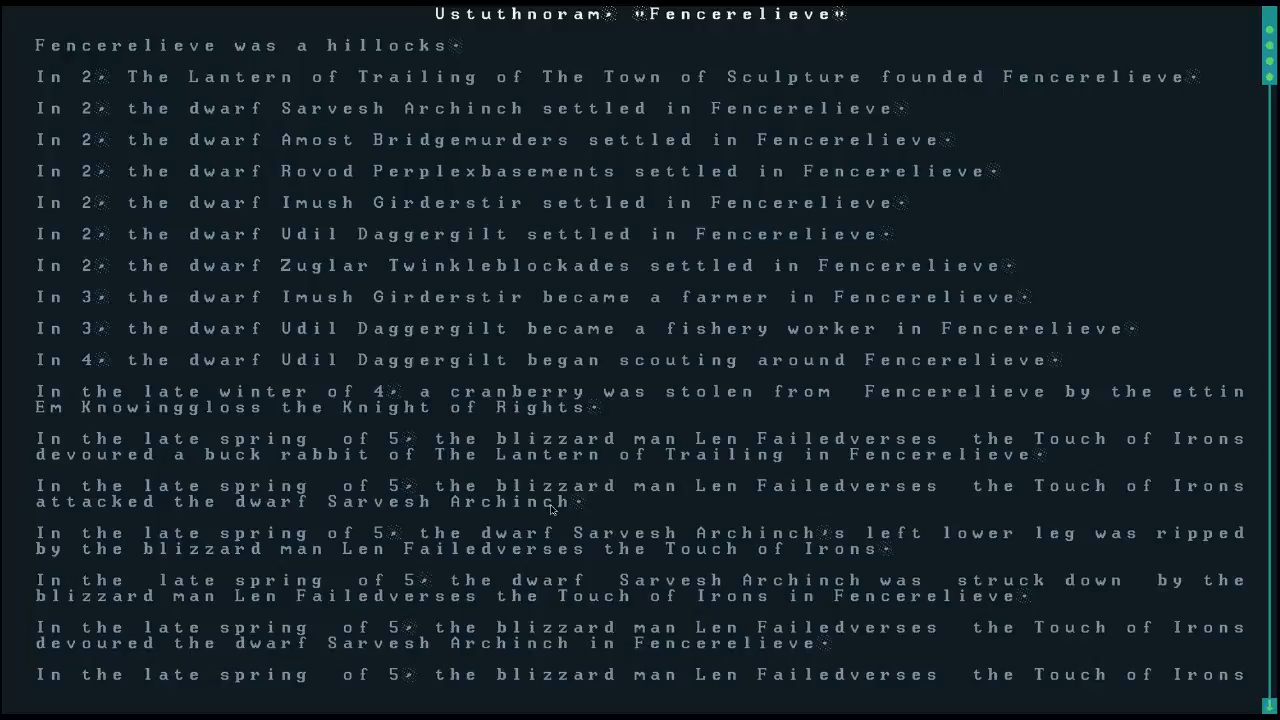 Ustuthnoram, "Fencerelieve"
Fencerelieve was a hillocks.
In 2, The Lantern of Trailing of The Town of Sculpture founded Fencerelieve.
In 2, the dwarf Sarvesh Archinch settled in Fencerelieve.
In 2, the dwarf Amost Bridgemurders settled in Fencerelieve.
In 2, the dwarf Rovod Perplexbasements settled in Fencerelieve.
In 2, the dwarf Imush Girderstir settled in Fencerelieve.
In 2, the dwarf Udil Daggergilt settled in Fencerelieve.
In 2, the dwarf Zuglar Twinkleblockades settled in Fencerelieve.
In 3, the dwarf Imush Girderstir became a farmer in Fencerelieve.
In 3, the dwarf Udil Daggergilt became a fishery worker in Fencerelieve.
In 4, the dwarf Udil Daggergilt began scouting around Fencerelieve.
In the late winter of 4, a cranberry was stolen from Fencerelieve by the ettin
Em Knowinggloss the Knight of Rights.
In the late spring of 5, the blizzard man Len Failedverses the Touch of Irons
devoured a buck rabbit of The Lantern of Trailing in Fencerelieve.
In the late spring of 5, the blizzard man Len Failedverses the Touch of Irons
attacked the dwarf Sarvesh Archinch.
In the late spring of 5, the dwarf Sarvesh Archinch's left lower leg was ripped
by the blizzard man Len Failedverses the Touch of Irons.
In the late spring of 5, the dwarf Sarvesh Archinch was struck down by the
blizzard man Len Failedverses the Touch of Irons in Fencerelieve.
In the late spring of 5, the blizzard man Len Failedverses the Touch of Irons
devoured the dwarf Sarvesh Archinch in Fencerelieve.
In the late spring of 5, the blizzard man Len Failedverses the Touch of Irons